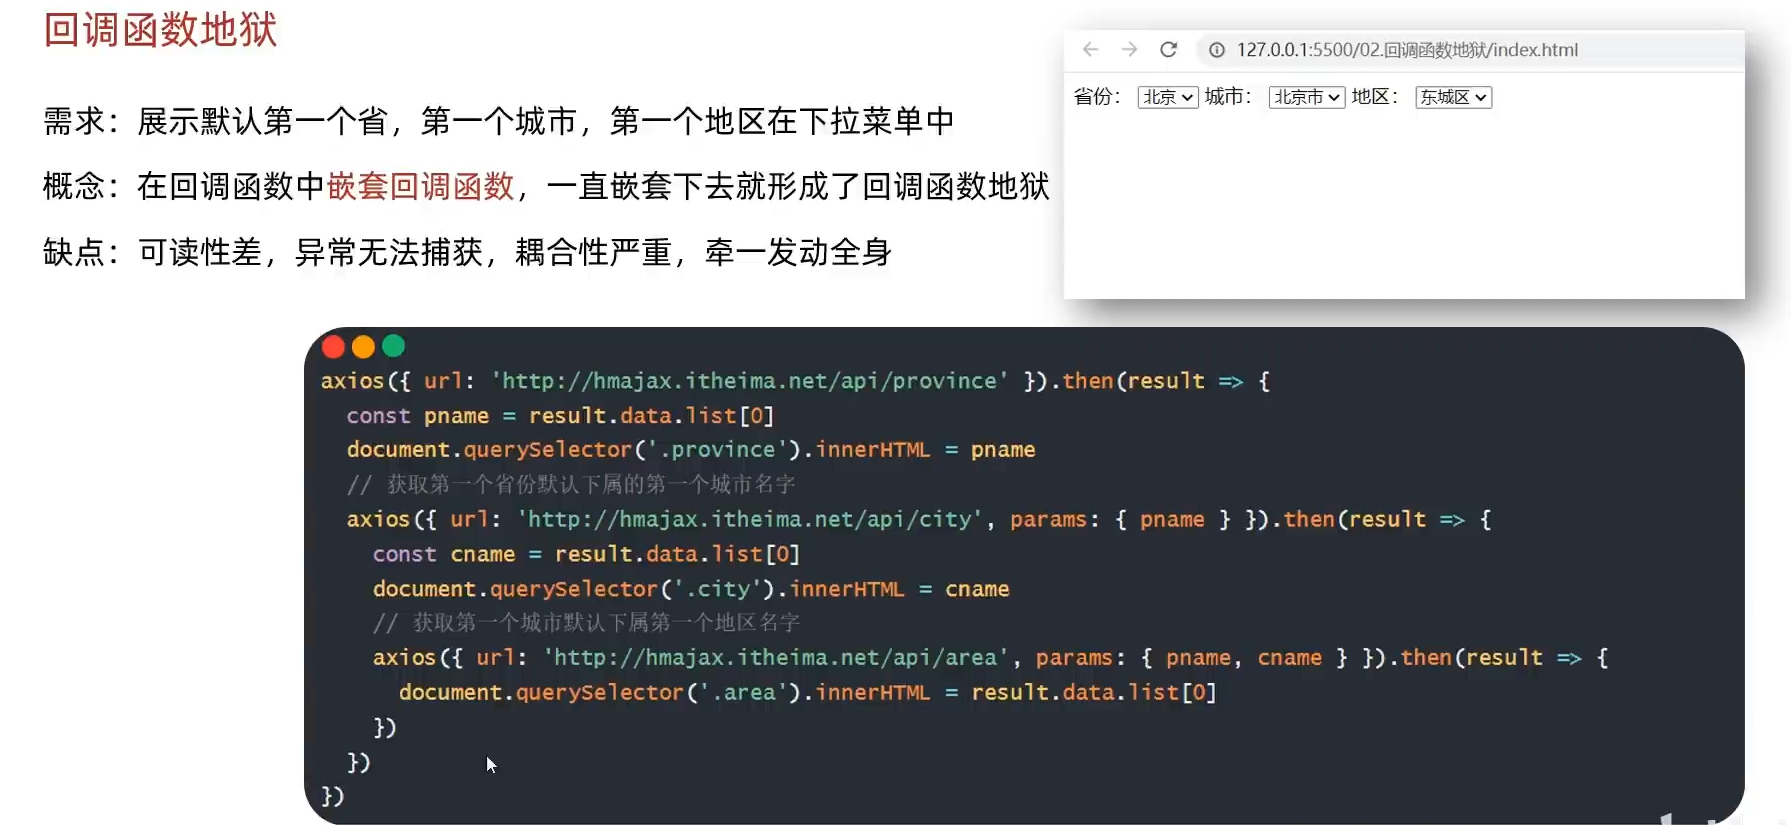 回调函数地狱
需求：展示默认第一个省，第一个城市，第一个地区在下拉菜单中
概念：在回调函数中嵌套回调函数，一直嵌套下去就形成了回调函数地狱
缺点：可读性差，异常无法捕获，耦合性严重，牵一发动全身
127.0.0.1:5500/02.回调函数地狱/index.html
省份： 北京 城市： 北京市 地区： 东城区
axios({ url: 'http://hmajax.itheima.net/api/province' }).then(result => {
  const pname = result.data.list[0]
  document.querySelector('.province').innerHTML = pname
  // 获取第一个省份默认下属的第一个城市名字
  axios({ url: 'http://hmajax.itheima.net/api/city', params: { pname } }).then(result => {
    const cname = result.data.list[0]
    document.querySelector('.city').innerHTML = cname
    // 获取第一个城市默认下属第一个地区名字
    axios({ url: 'http://hmajax.itheima.net/api/area', params: { pname, cname } }).then(result => {
      document.querySelector('.area').innerHTML = result.data.list[0]
    })
  })
})